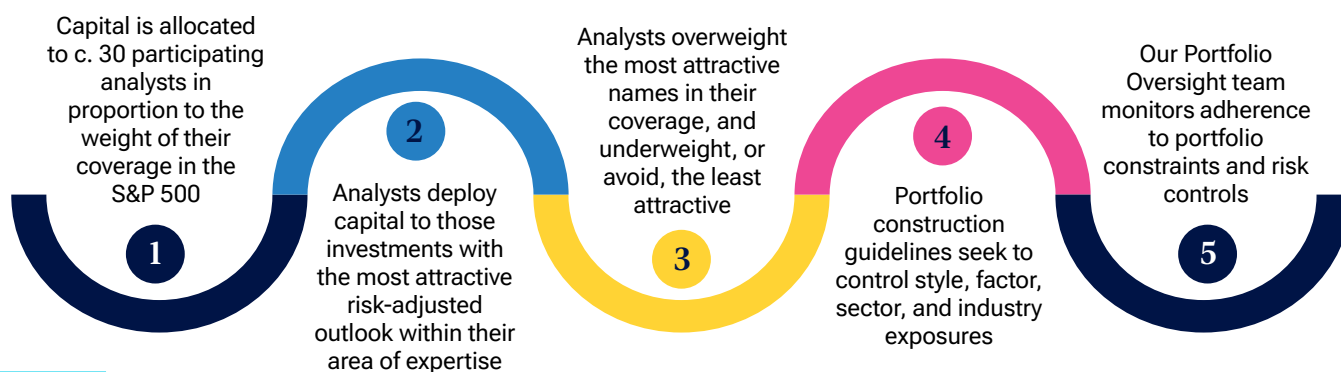 Capital is allocated
to c. 30 participating
analysts in
proportion to the
weight of their
coverage in the
S&P 500
1
2
Analysts deploy
capital to those
investments with
the most attractive
risk-adjusted
outlook within their
area of expertise
Analysts overweight
the most attractive
names in their
coverage, and
underweight, or
avoid, the least
attractive
3
4
Portfolio
construction
guidelines seek to
control style, factor,
sector, and industry
exposures
Our Portfolio
Oversight team
monitors adherence
to portfolio
constraints and risk
controls
5